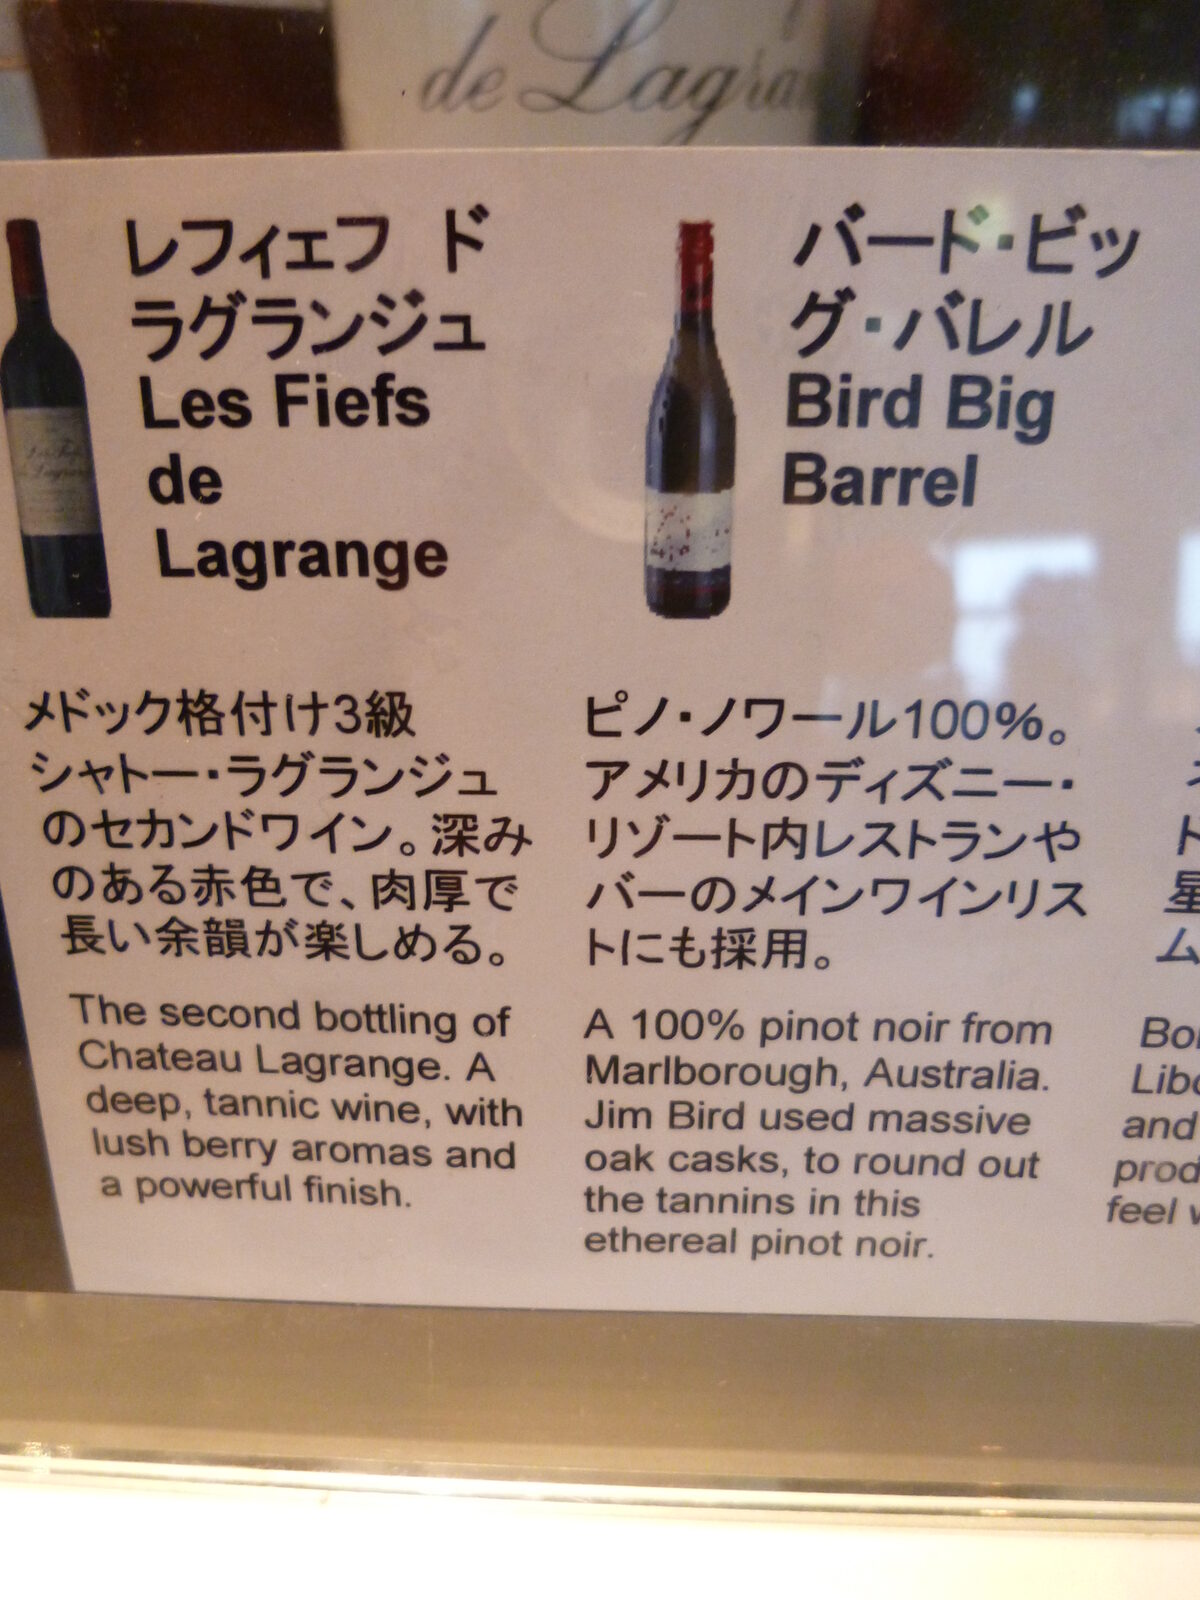 de Lagran
レフィエフ ド
ラグランジュ
Les Fiefs
de
Lagrange
メドック格付け3級
シャトー・ラグランジュ
のセカンドワイン。深み
のある赤色で、肉厚で
長い余韻が楽しめる。
The second bottling of
Chateau Lagrange. A
deep, tannic wine, with
lush berry aromas and
a powerful finish.
バード・ビッ
グ・バレル
Bird Big
Barrel
ピノ・ノワール100%。
アメリカのディズニー・
リゾート内レストランや
バーのメインワインリス
トにも採用。
A 100% pinot noir from
Marlborough, Australia.
Jim Bird used massive
oak casks, to round out
the tannins in this
ethereal pinot noir.
ト
星
ム
and
feel